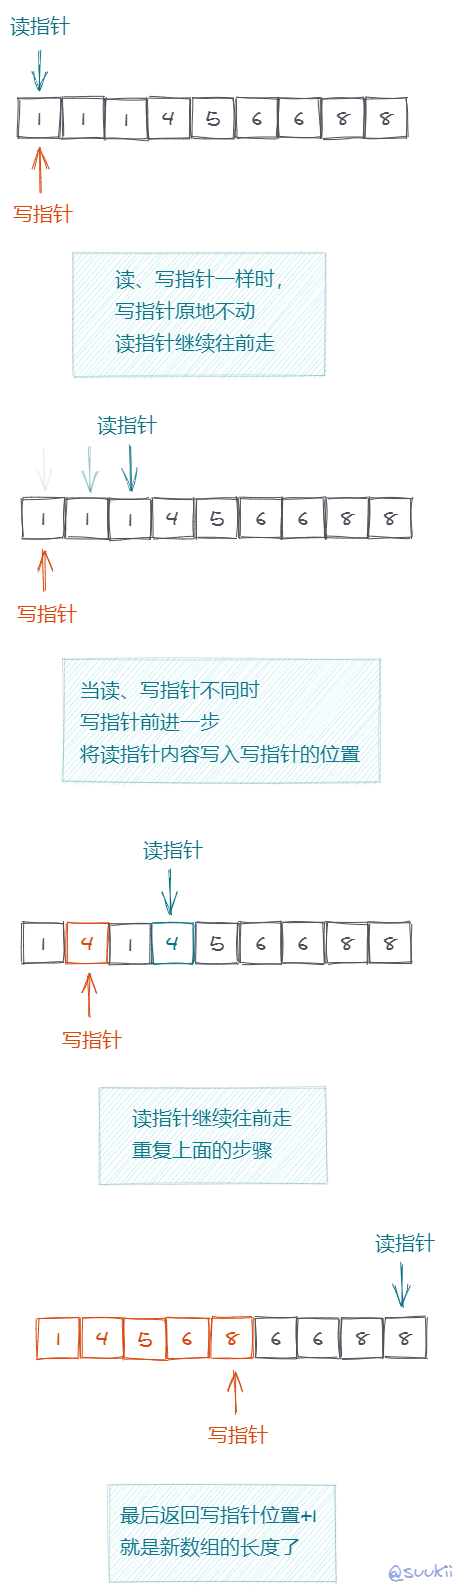 读指针
1 1 1 4 5 6 6 8 8
写指针
读、写指针一样时,
写指针原地不动
读指针继续往前走
读指针
1 1 1 4 5 6 6 8 8
写指针
当读、写指针不同时
写指针前进一步
将读指针内容写入写指针的位置
读指针
1 4 1 4 5 6 6 8 8
写指针
读指针继续往前走
重复上面的步骤
读指针
1 4 5 6 8 6 6 8 8
写指针
最后返回写指针位置+1
就是新数组的长度了
@suukii